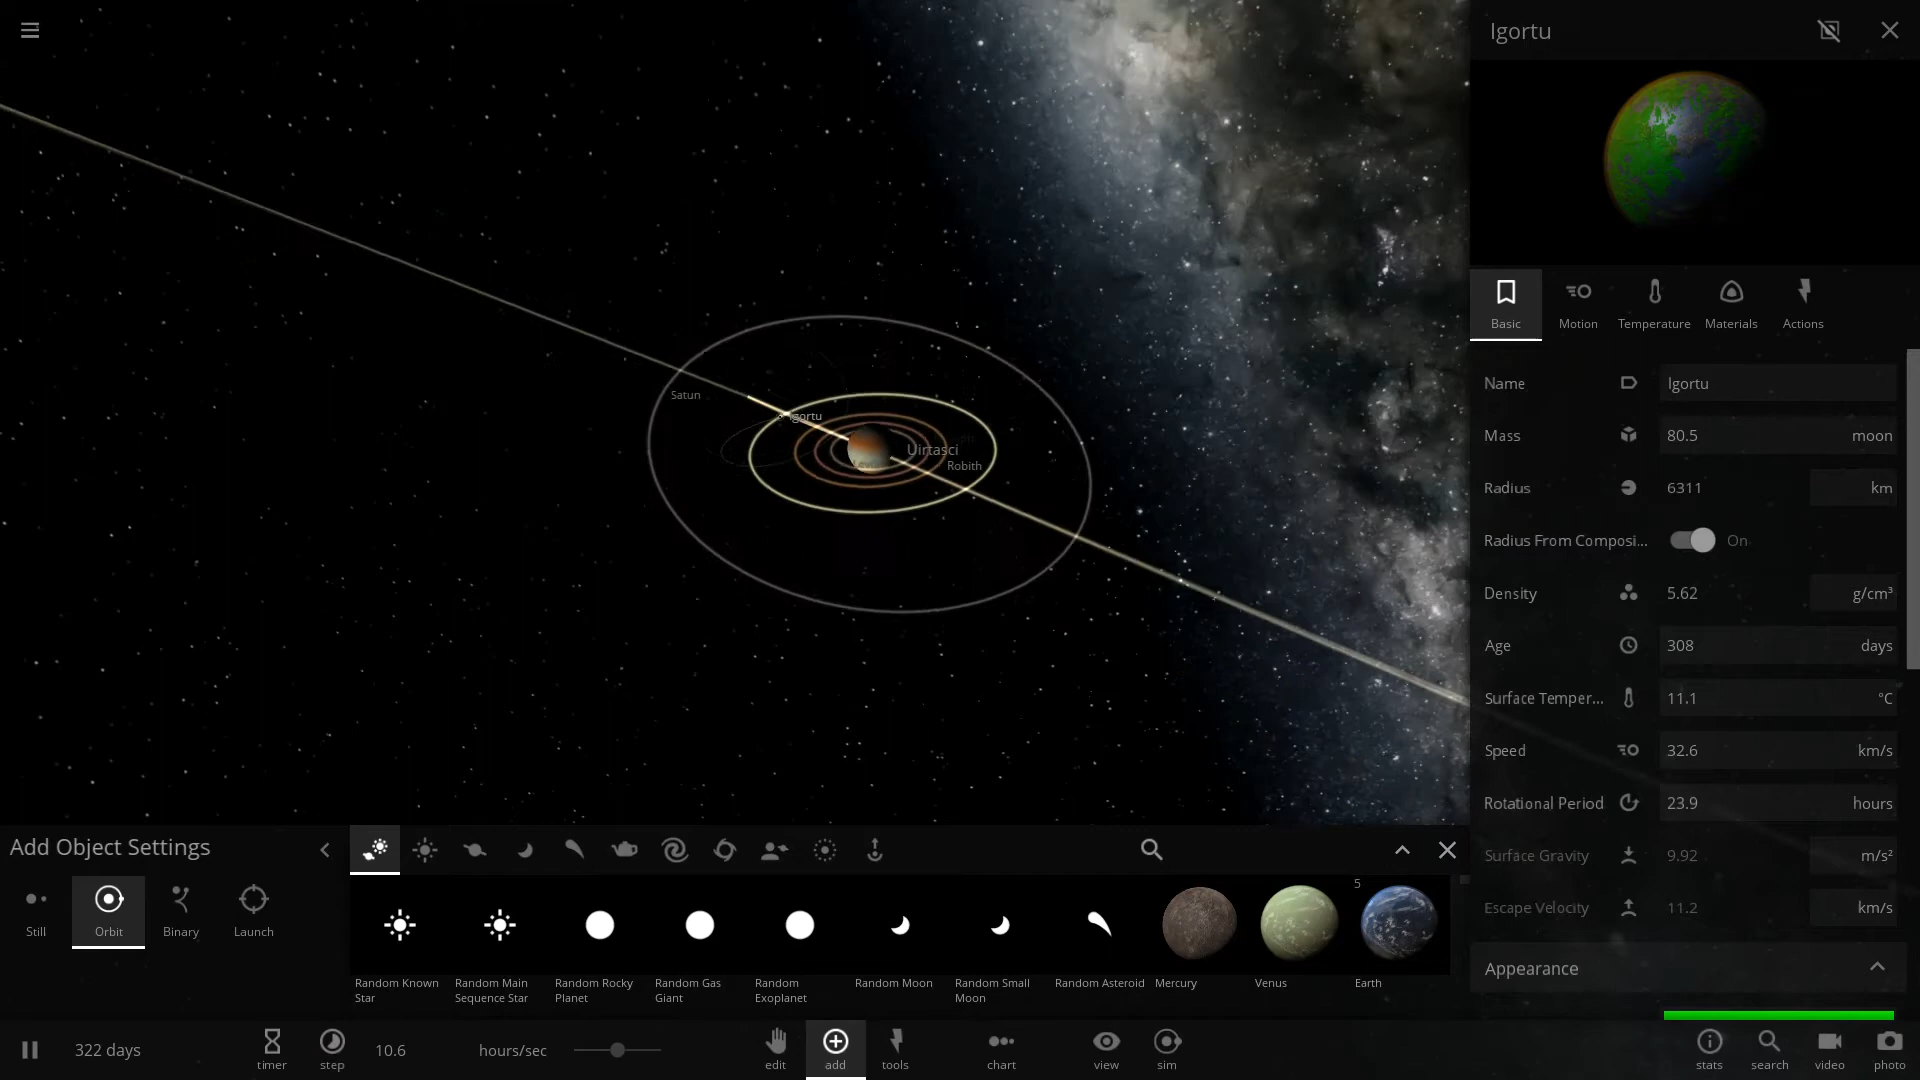 Igortu
Satun
Igortu
Uirtasci
Robith
Basic
Motion
Temperature
Materials
Actions
Name
Igortu
Mass
80.5
moon
Radius
6311
km
Radius From Composi...
On
Density
5.62
g/cm³
Age
308
days
Surface Temper...
11.1
°C
Speed
32.6
km/s
Rotational Period
23.9
hours
Surface Gravity
9.92
m/s²
Escape Velocity
11.2
km/s
Appearance
Add Object Settings
Still
Orbit
Binary
Launch
5
Random Known
Star
Random Main
Sequence Star
Random Rocky
Planet
Random Gas
Giant
Random
Exoplanet
Random Moon
Random Small
Moon
Random Asteroid
Mercury
Venus
Earth
322 days
timer
step
10.6
hours/sec
edit
add
tools
chart
view
sim
stats
search
video
photo